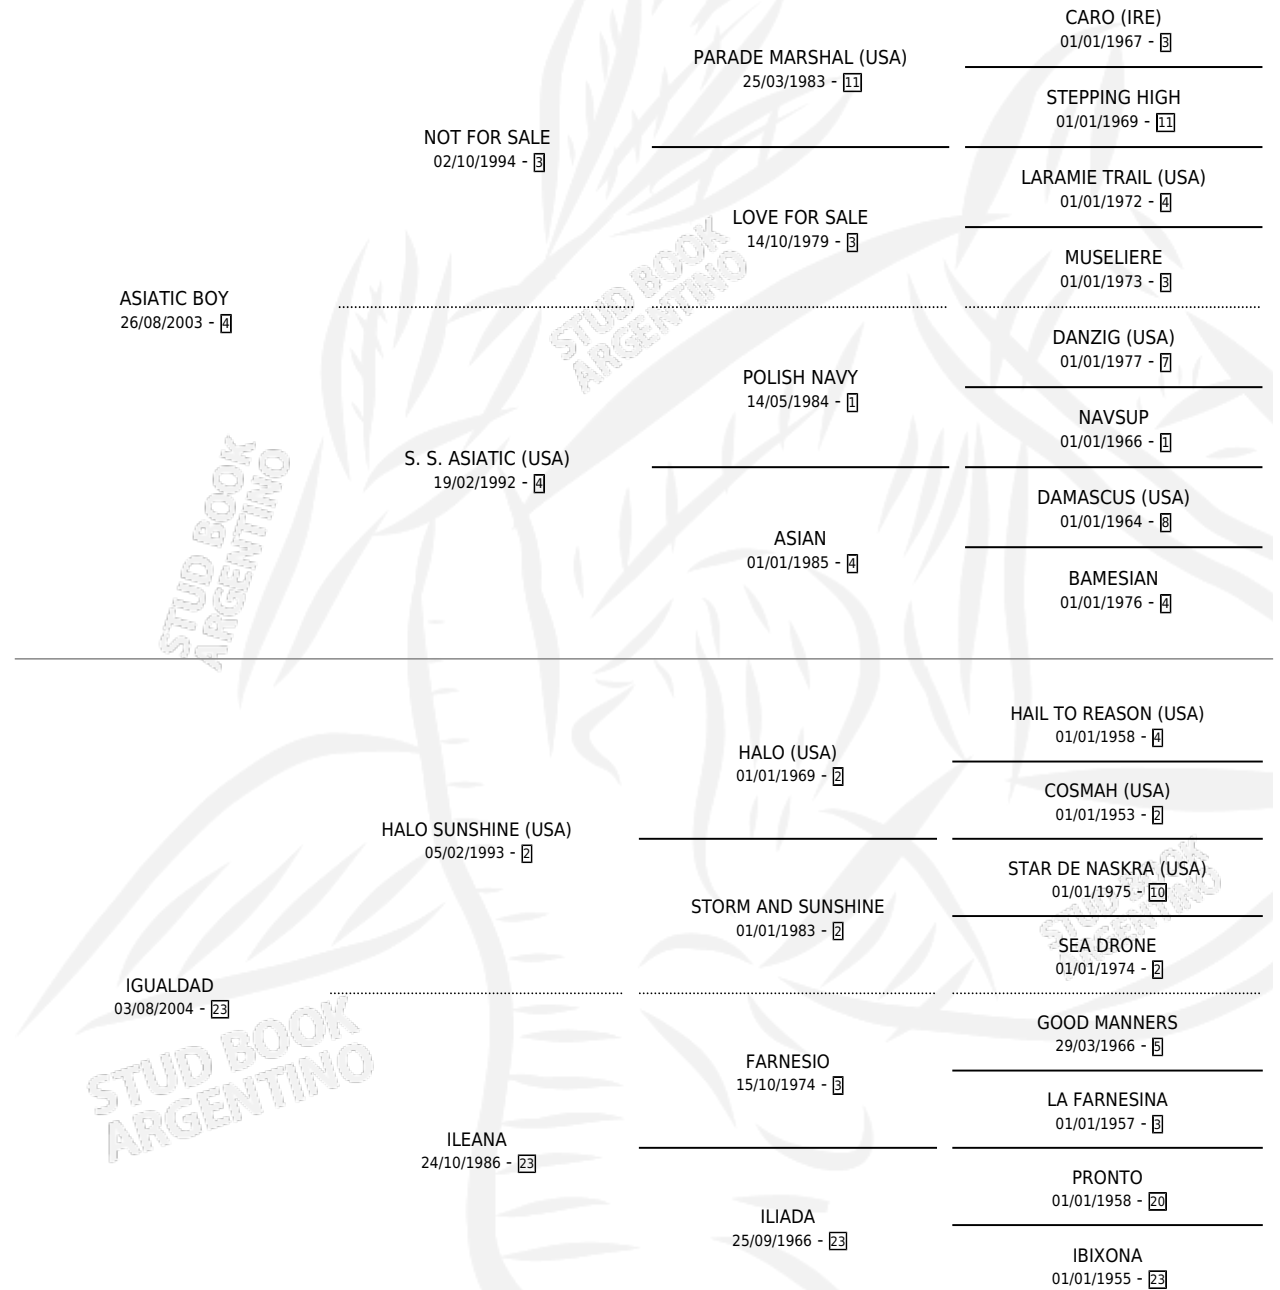 CARO (IRE)
01/01/1967 - 3
PARADE MARSHAL (USA)
25/03/1983 - 11
STEPPING HIGH
01/01/1969 - 11
NOT FOR SALE
02/10/1994 - 3
LARAMIE TRAIL (USA)
01/01/1972 - 4
LOVE FOR SALE
14/10/1979 - 3
MUSELIERE
01/01/1973 - 3
ASIATIC BOY
26/08/2003 - 4
DANZIG (USA)
01/01/1977 - 7
POLISH NAVY
14/05/1984 - 1
NAVSUP
01/01/1966 - 1
S. S. ASIATIC (USA)
19/02/1992 - 4
DAMASCUS (USA)
01/01/1964 - 8
ASIAN
01/01/1985 - 4
BAMESIAN
01/01/1976 - 4
HAIL TO REASON (USA)
01/01/1958 - 4
HALO (USA)
01/01/1969 - 2
COSMAH (USA)
01/01/1953 - 2
HALO SUNSHINE (USA)
05/02/1993 - 2
STAR DE NASKRA (USA)
01/01/1975 - 10
STORM AND SUNSHINE
01/01/1983 - 2
SEA DRONE
01/01/1974 - 2
IGUALDAD
03/08/2004 - 23
GOOD MANNERS
29/03/1966 - 5
FARNESIO
15/10/1974 - 3
LA FARNESINA
01/01/1957 - 3
ILEANA
24/10/1986 - 23
PRONTO
01/01/1958 - 20
ILIADA
25/09/1966 - 23
IBIXONA
01/01/1955 - 23
STUD BOOK
ARGENTINO
STUD BOOK
ARGENTINO
STUD BOOK
ARGENTINO
STUD BOOK
ARGENTINO